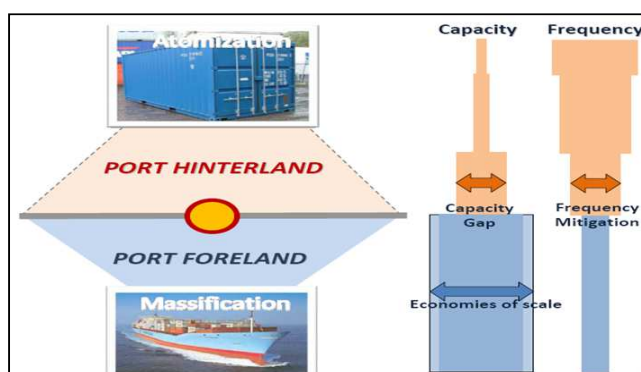 Atomization
PORT HINTERLAND
PORT FORELAND
Massification
Capacity
Frequency
Capacity
Gap
Frequency
Mitigation
Economies of scale